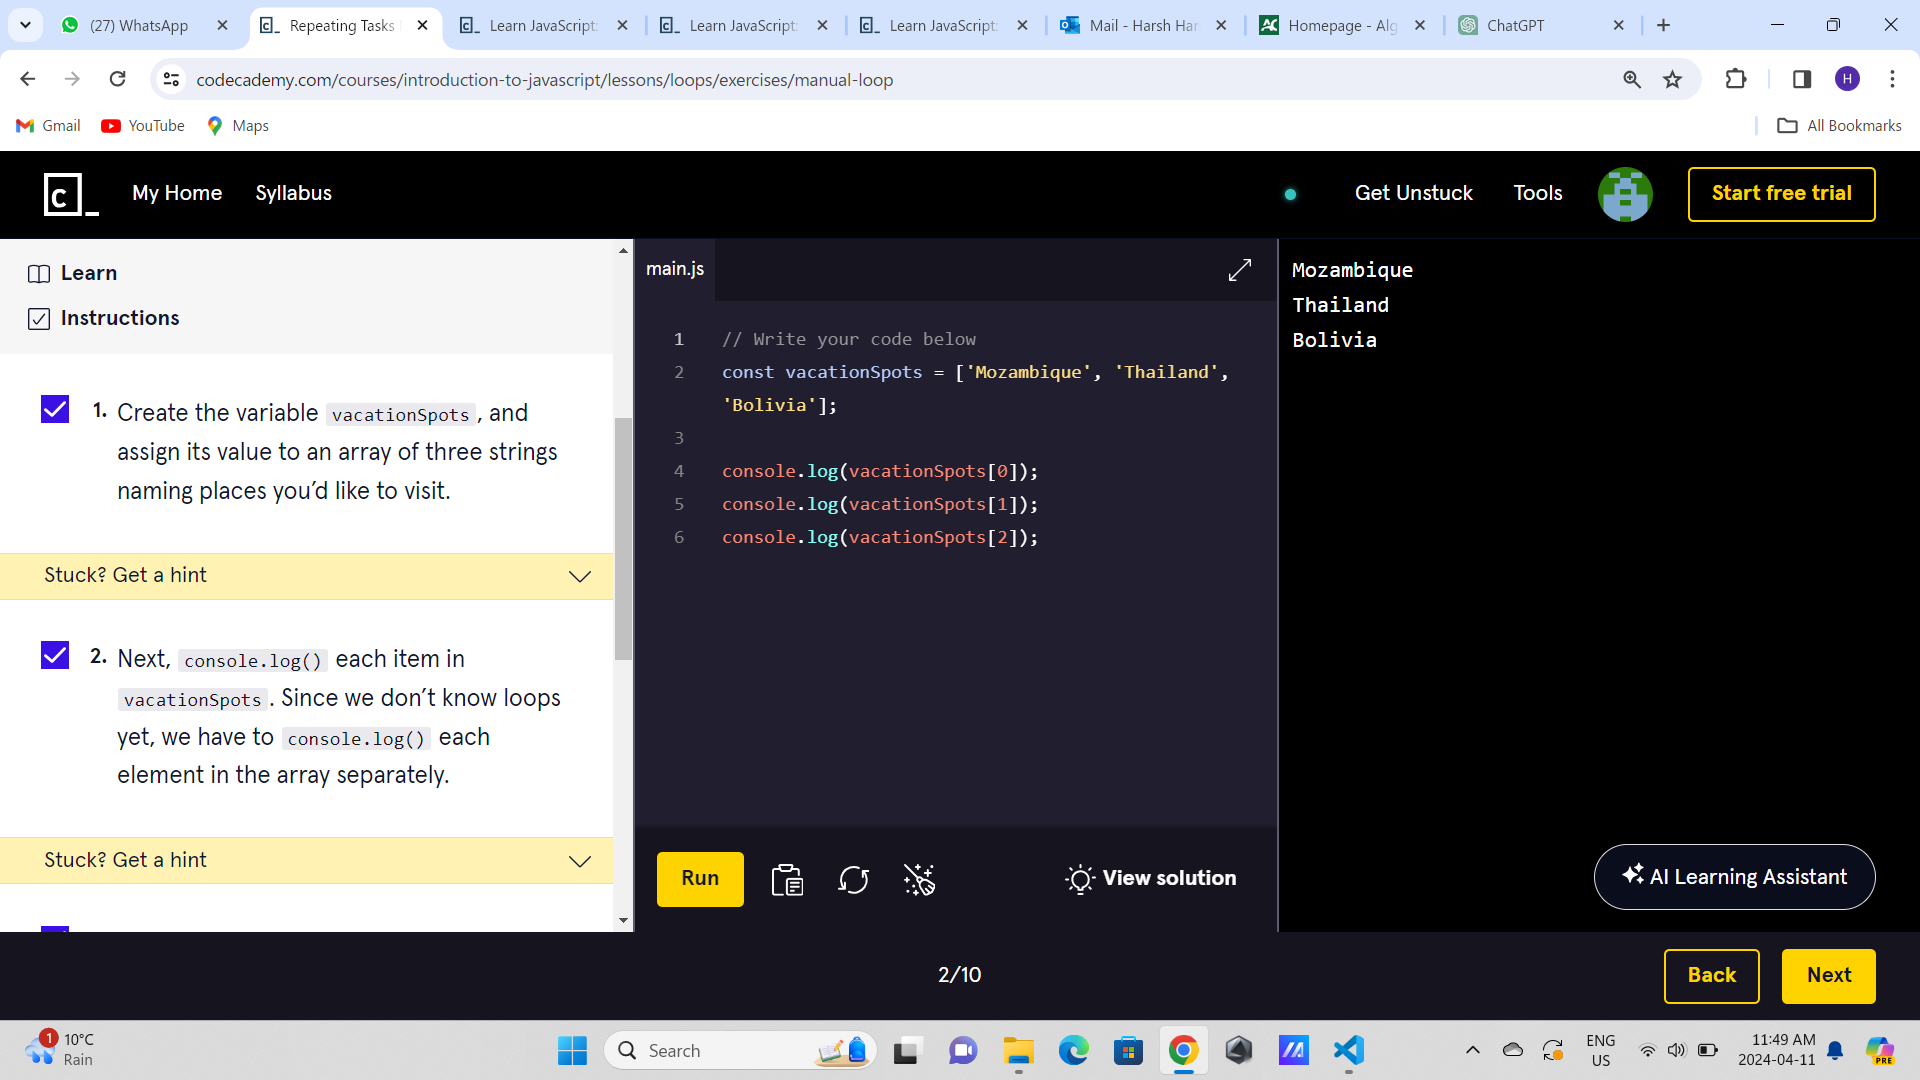 (27) WhatsApp
Repeating Tasks
Learn JavaScript:
Learn JavaScript:
Learn JavaScript:
Mail - Harsh Har
Homepage - Alg
ChatGPT
codecademy.com/courses/introduction-to-javascript/lessons/loops/exercises/manual-loop
H
Gmail
YouTube
Maps
All Bookmarks
c_
My Home
Syllabus
Get Unstuck
Tools
Start free trial
Learn
Instructions
1. Create the variable vacationSpots, and
assign its value to an array of three strings
naming places you’d like to visit.
Stuck? Get a hint
2. Next, console.log() each item in
vacationSpots. Since we don’t know loops
yet, we have to console.log() each
element in the array separately.
Stuck? Get a hint
main.js
1 // Write your code below
2 const vacationSpots = ['Mozambique', 'Thailand',
'Bolivia'];
3
4 console.log(vacationSpots[0]);
5 console.log(vacationSpots[1]);
6 console.log(vacationSpots[2]);
Run
View solution
Mozambique
Thailand
Bolivia
AI Learning Assistant
2/10
Back
Next
1
10°C
Rain
Search
ENG
US
11:49 AM
2024-04-11
PRE